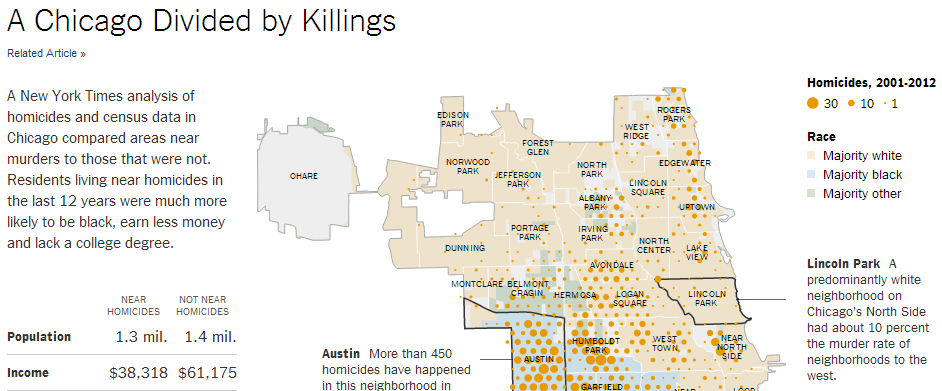 A Chicago Divided by Killings
Related Article »
A New York Times analysis of
homicides and census data in
Chicago compared areas near
murders to those that were not.
Residents living near homicides in
the last 12 years were much more
likely to be black, earn less money
and lack a college degree.
NEAR HOMICIDES
NOT NEAR HOMICIDES
Population 1.3 mil. 1.4 mil.
Income $38,318 $61,175
OHARE
EDISON
PARK
NORWOOD
PARK
JEFFERSON
PARK
FOREST
GLEN
NORTH
PARK
WEST
RIDGE
ROGERS
PARK
EDGEWATER
LINCOLN
SQUARE
ALBANY
PARK
UPTOWN
DUNNING
PORTAGE
PARK
IRVING
PARK
NORTH
CENTER
LAKE
VIEW
AVONDALE
MONTCLARE
BELMONT
CRAGIN
HERMOSA
LOGAN
SQUARE
LINCOLN
PARK
AUSTIN
HUMBOLDT
PARK
WEST
TOWN
NEAR
NORTH
SIDE
GARFIELD
NEAR
LOOP
Austin More than 450
homicides have happened
in this neighborhood in
Homicides, 2001-2012
30 10 1
Race
Majority white
Majority black
Majority other
Lincoln Park A
predominantly white
neighborhood on
Chicago's North Side
had about 10 percent
the murder rate of
neighborhoods to the
west.